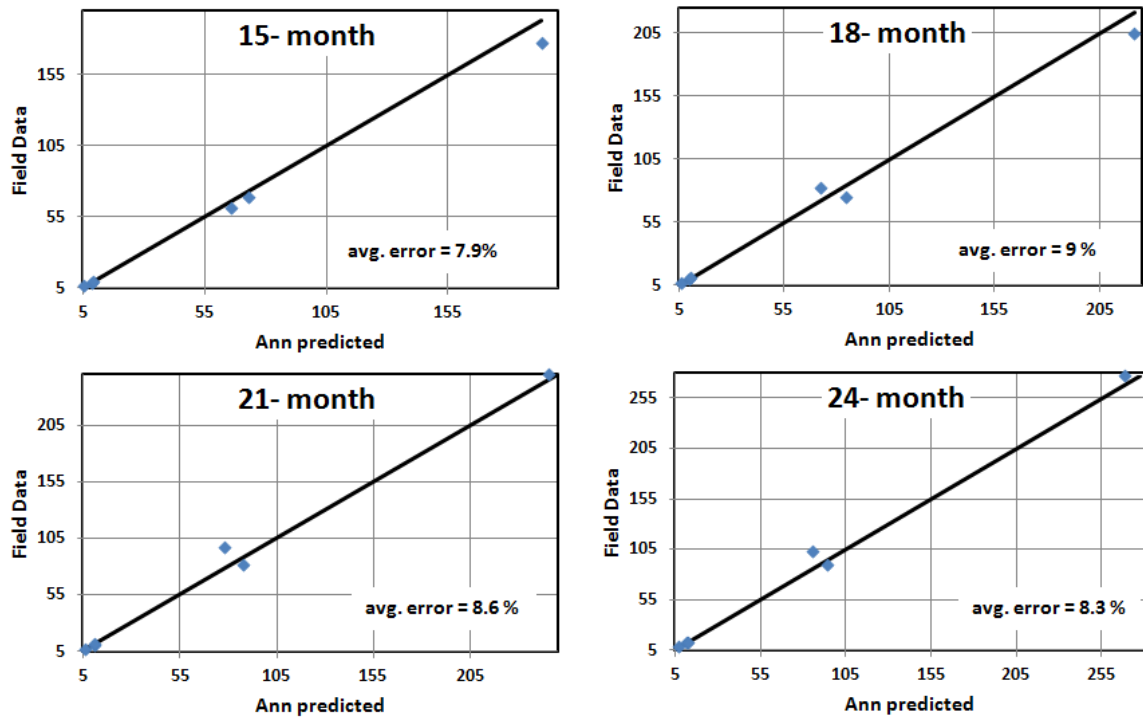 15- month
Field Data
155
105
55
5
avg. error = 7.9%
5 55 105 155
Ann predicted
18- month
Field Data
205
155
105
55
5
avg. error = 9 %
5 55 105 155 205
Ann predicted
21- month
Field Data
205
155
105
55
5
avg. error = 8.6 %
5 55 105 155 205
Ann predicted
24- month
Field Data
255
205
155
105
55
5
avg. error = 8.3 %
5 55 105 155 205 255
Ann predicted